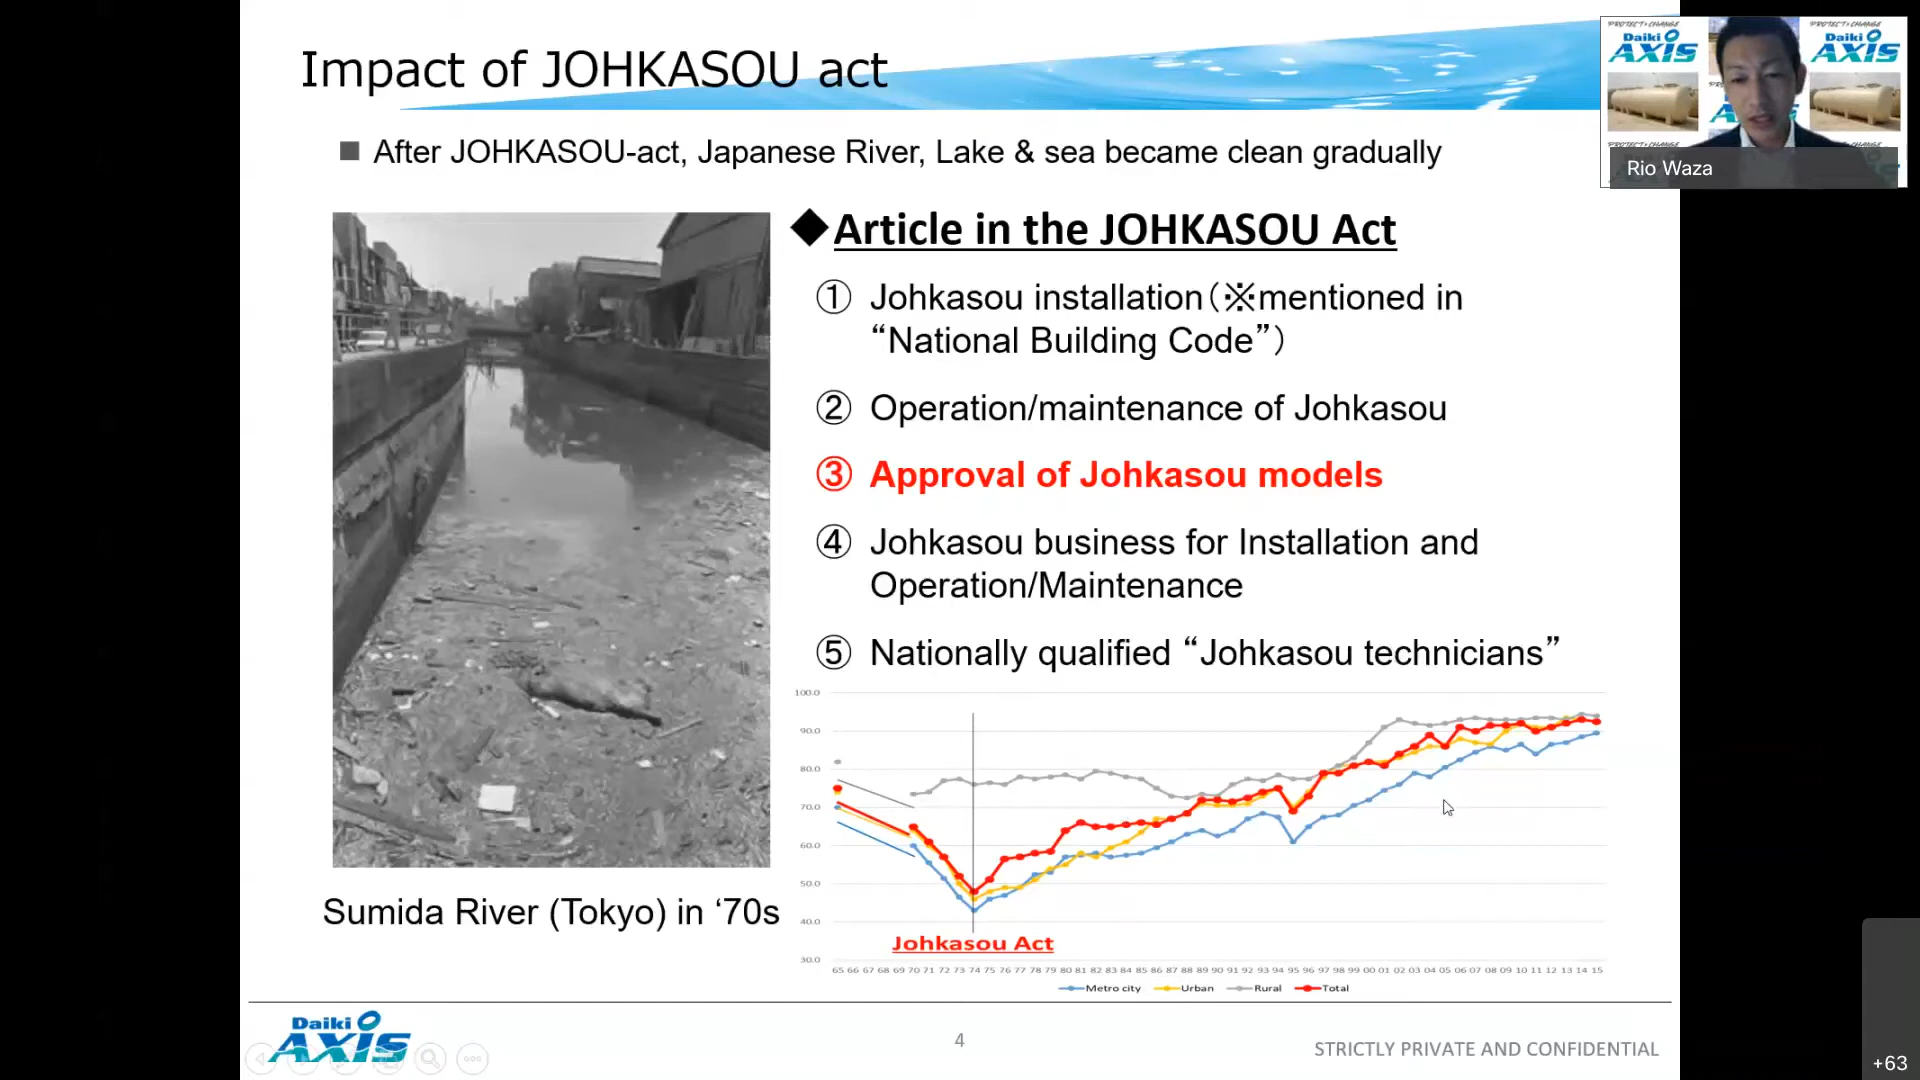 Impact of JOHKASOU act
■ After JOHKASOU-act, Japanese River, Lake & sea became clean gradually
◆Article in the JOHKASOU Act
① Johkasou installation(※mentioned in
“National Building Code”)
② Operation/maintenance of Johkasou
③ Approval of Johkasou models
④ Johkasou business for Installation and
Operation/Maintenance
⑤ Nationally qualified “Johkasou technicians”
Sumida River (Tokyo) in ‘70s
100.0
90.0
80.0
70.0
60.0
50.0
40.0
30.0
Johkasou Act
65 66 67 68 69 70 71 72 73 74 75 76 77 78 79 80 81 82 83 84 85 86 87 88 89 90 91 92 93 94 95 96 97 98 99 00 01 02 03 04 05 06 07 08 09 10 11 12 13 14 15
Metro city Urban Rural Total
Daiki
AXIS
4
STRICTLY PRIVATE AND CONFIDENTIAL
PROTECT×CHANGE PROTECT×CHANGE
Daiki Daiki
AXIS AXIS
Rio Waza
+63